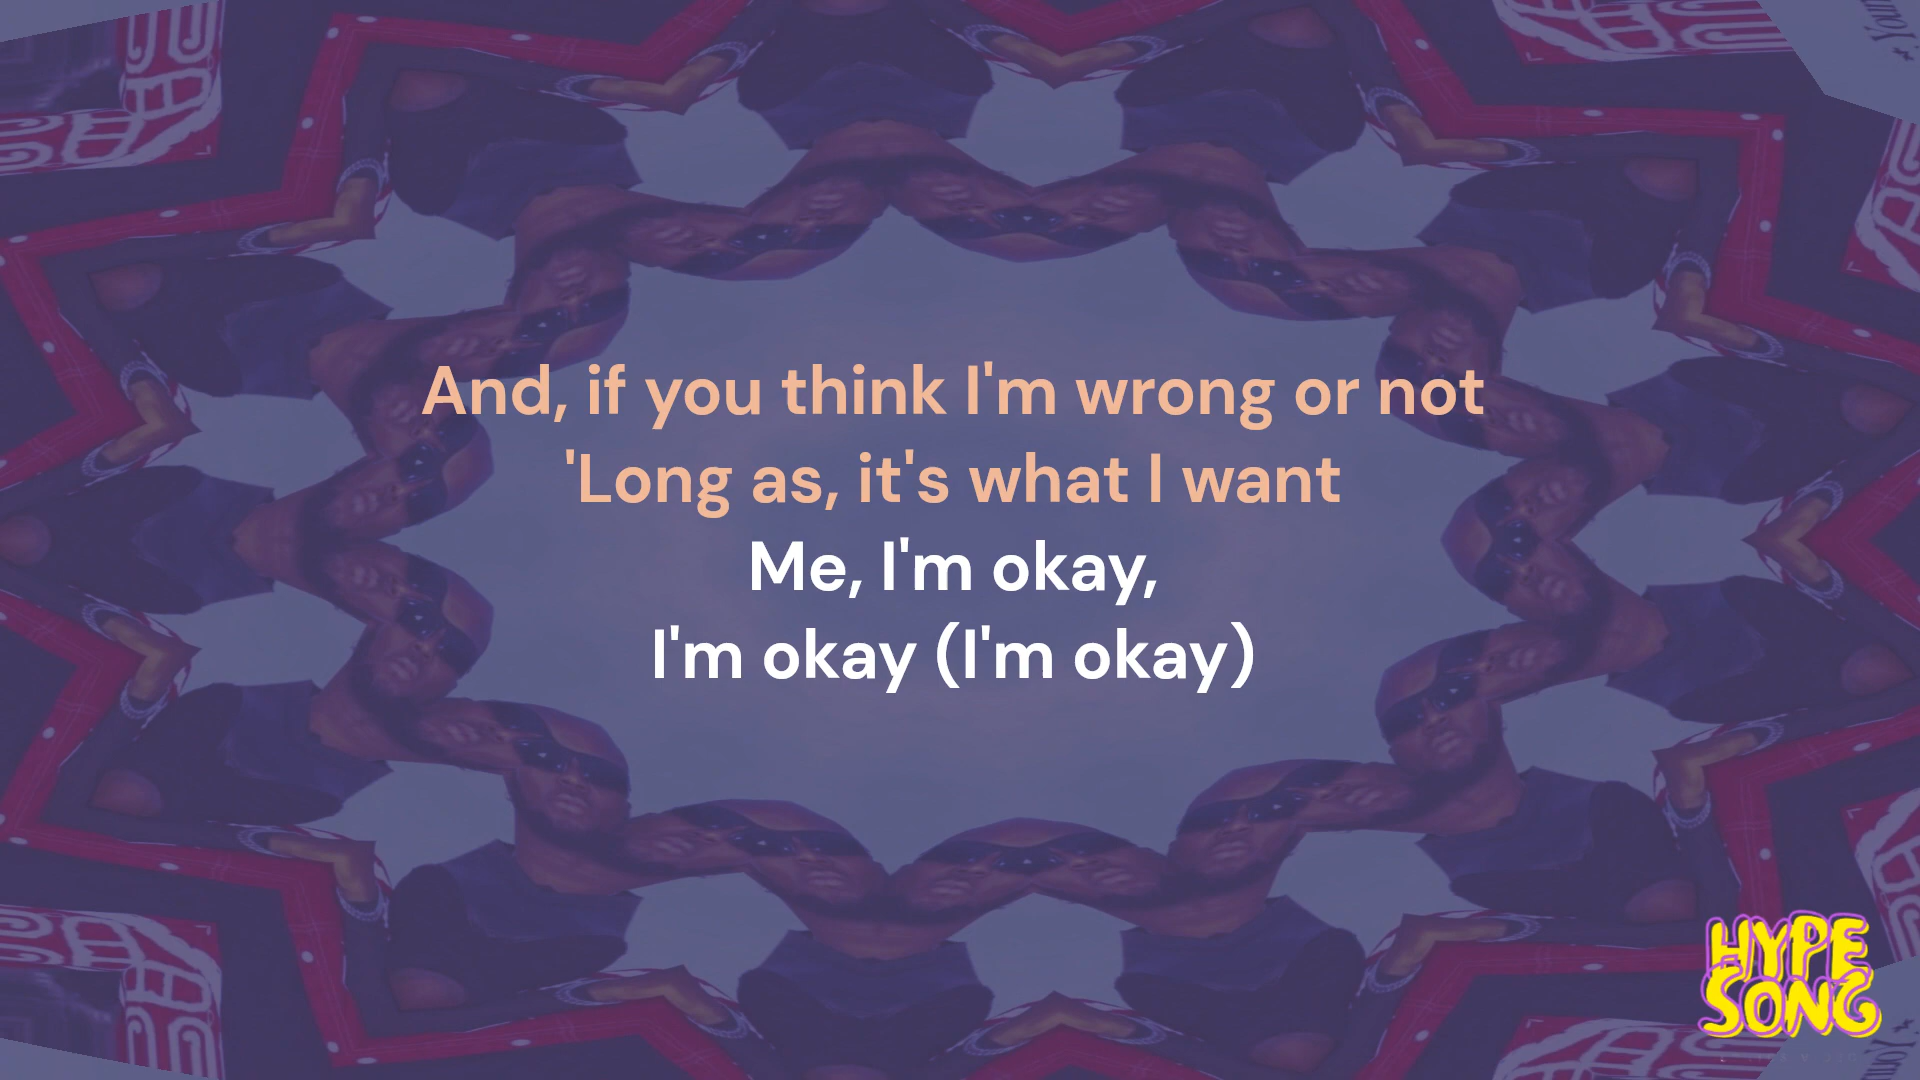 And, if you think I'm wrong or not
'Long as, it's what I want
Me, I'm okay,
I'm okay (I'm okay)
HYPE
SONG